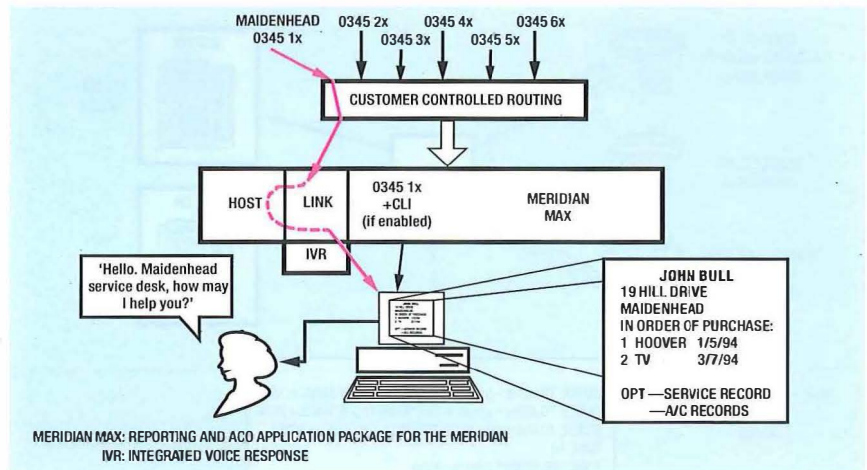 MAIDENHEAD
0345 1x
0345 2x
0345 3x
0345 4x
0345 5x
0345 6x
CUSTOMER CONTROLLED ROUTING
HOST
LINK
0345 1x
+CLI
(if enabled)
MERIDIAN
MAX
IVR
'Hello. Maidenhead
service desk, how may
I help you?'
JOHN BULL
19 HILL DRIVE
MAIDENHEAD
IN ORDER OF PURCHASE:
1 HOOVER 1/5/94
2 TV 3/7/94
OPT —SERVICE RECORD
—A/C RECORDS
MERIDIAN MAX: REPORTING AND ACO APPLICATION PACKAGE FOR THE MERIDIAN
IVR: INTEGRATED VOICE RESPONSE